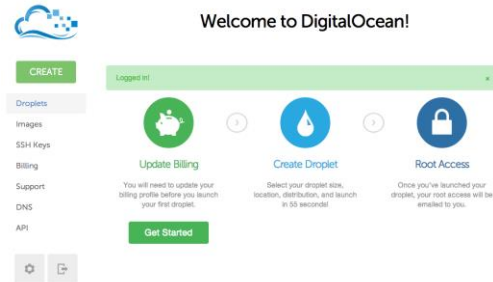 Welcome to DigitalOcean!
CREATE
Logged in!
×
Droplets
Images
SSH Keys
Billing
Support
DNS
API
Update Billing
You will need to update your
billing profile before you launch
your first droplet.
Get Started
Create Droplet
Select your droplet size,
location, distribution, and launch
in 55 seconds!
Root Access
Once you've launched your
droplet, your root access will be
emailed to you.